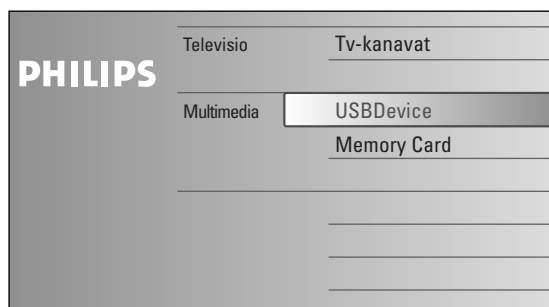 PHILIPS
Televisio Tv-kanavat
Multimedia USBDevice
Memory Card